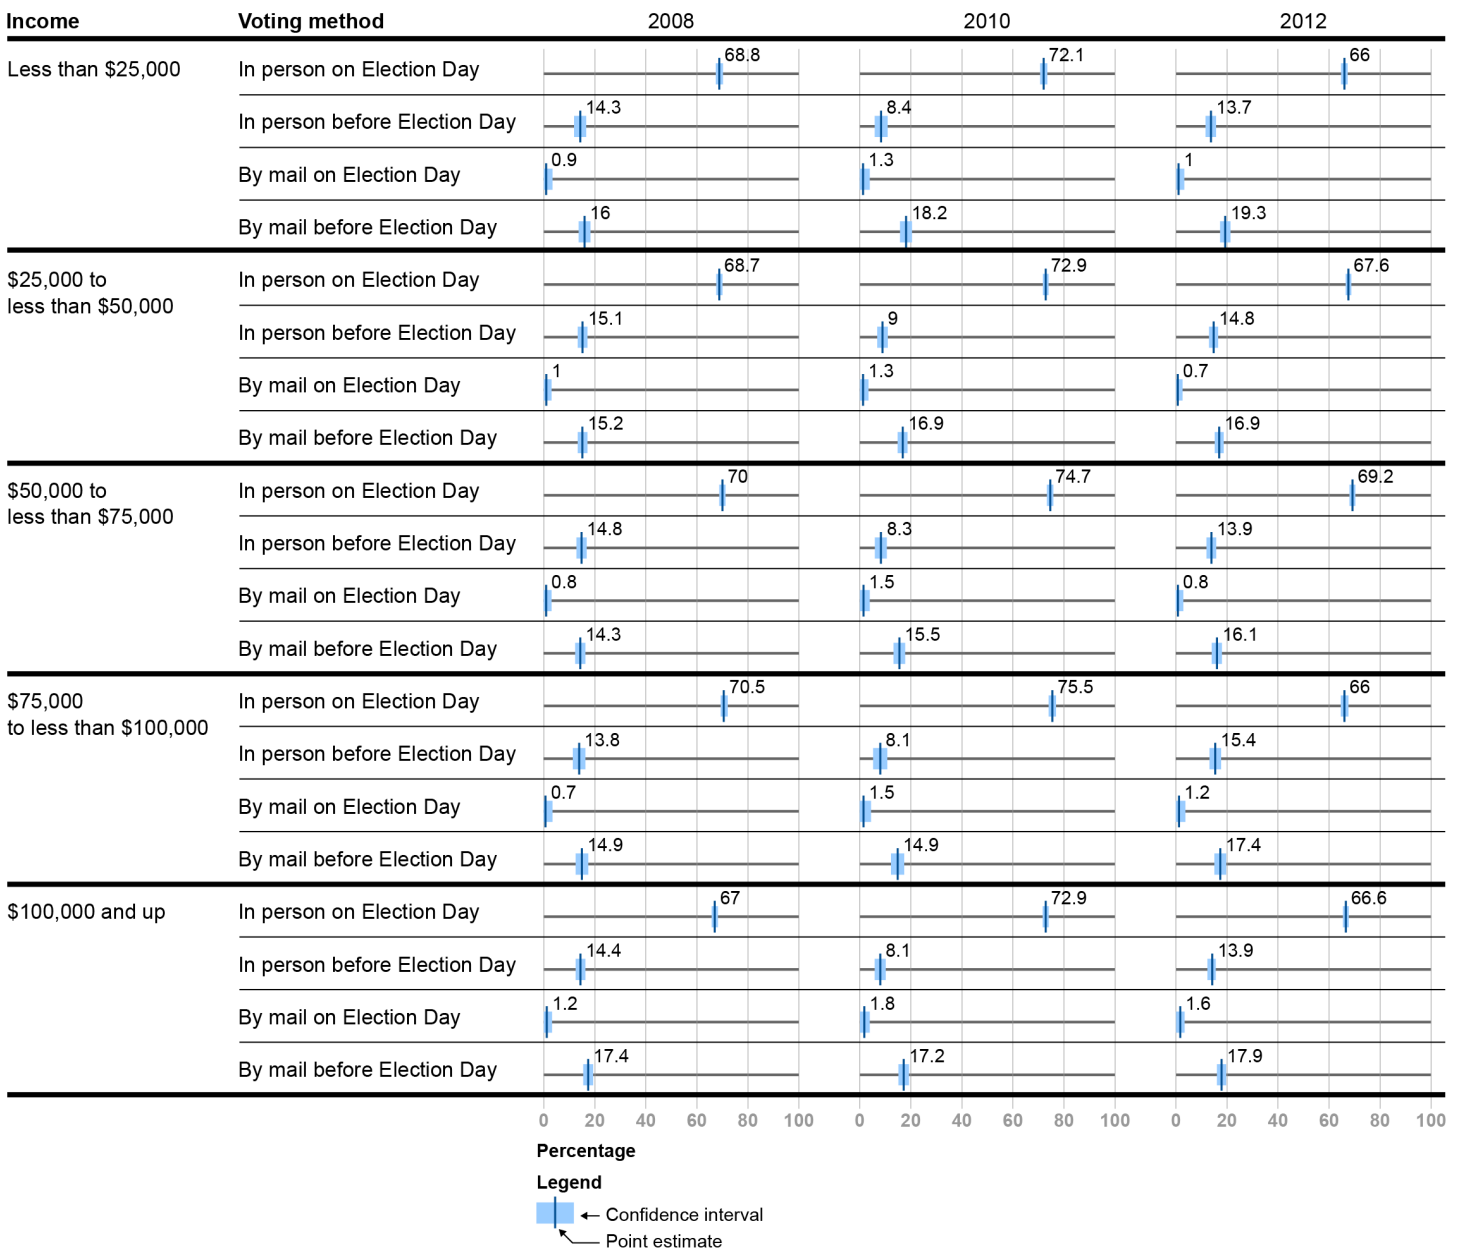 Income Voting method 2008 2010 2012
Less than $25,000 In person on Election Day 68.8 72.1 66
In person before Election Day 14.3 8.4 13.7
By mail on Election Day 0.9 1.3 1
By mail before Election Day 16 18.2 19.3
$25,000 to
less than $50,000
In person on Election Day 68.7 72.9 67.6
In person before Election Day 15.1 9 14.8
By mail on Election Day 1 1.3 0.7
By mail before Election Day 15.2 16.9 16.9
$50,000 to
less than $75,000
In person on Election Day 70 74.7 69.2
In person before Election Day 14.8 8.3 13.9
By mail on Election Day 0.8 1.5 0.8
By mail before Election Day 14.3 15.5 16.1
$75,000
to less than $100,000
In person on Election Day 70.5 75.5 66
In person before Election Day 13.8 8.1 15.4
By mail on Election Day 0.7 1.5 1.2
By mail before Election Day 14.9 14.9 17.4
$100,000 and up In person on Election Day 67 72.9 66.6
In person before Election Day 14.4 8.1 13.9
By mail on Election Day 1.2 1.8 1.6
By mail before Election Day 17.4 17.2 17.9
0 20 40 60 80 100 0 20 40 60 80 100 0 20 40 60 80 100
Percentage
Legend
Confidence interval
Point estimate